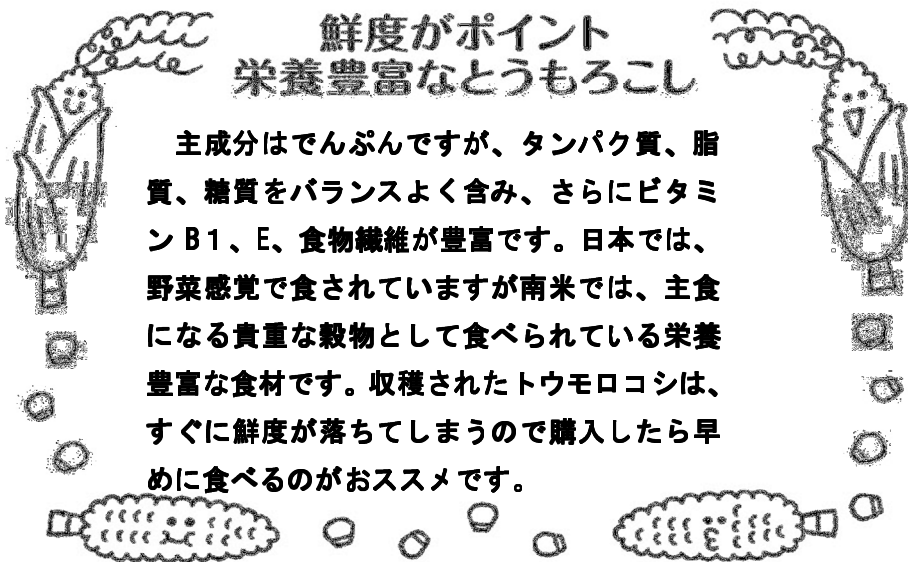 鮮度がポイント
栄養豊富なとうもろこし
主成分はでんぷんですが、タンパク質、脂
質、糖質をバランスよく含み、さらにビタミ
ンB１、E、食物繊維が豊富です。日本では、
野菜感覚で食されていますが南米では、主食
になる貴重な穀物として食べられている栄養
豊富な食材です。収穫されたトウモロコシは、
すぐに鮮度が落ちてしまうので購入したら早
めに食べるのがおススメです。